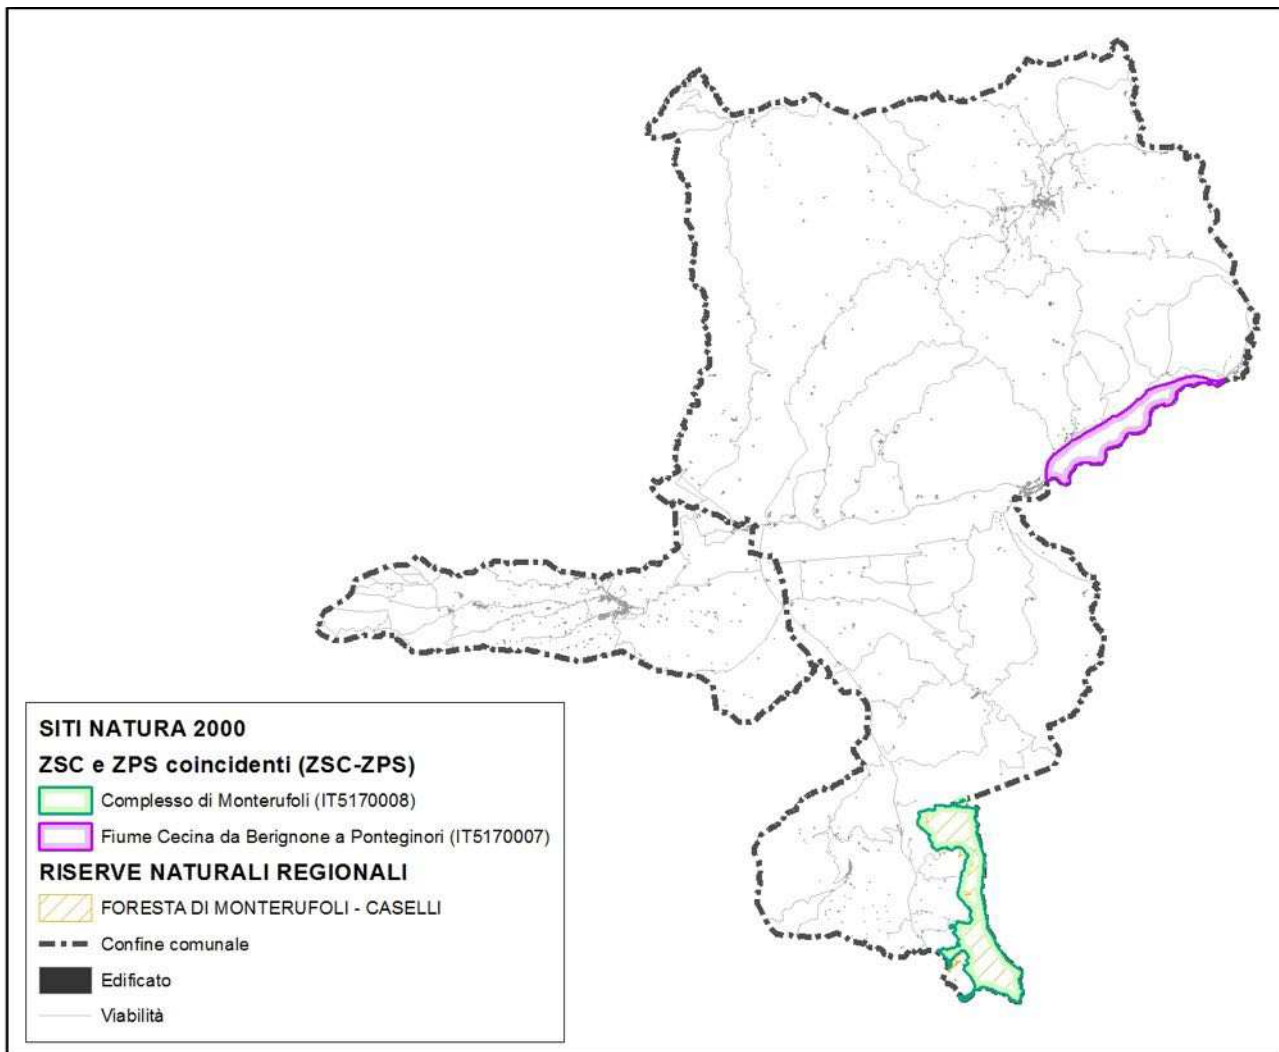 SITI NATURA 2000
ZSC e ZPS coincidenti (ZSC-ZPS)
Complesso di Monterufoli (IT5170008)
Fiume Cecina da Berignone a Ponteginori (IT5170007)
RISERVE NATURALI REGIONALI
FORESTA DI MONTERUFOLI - CASELLI
Confine comunale
Edificato
Viabilità